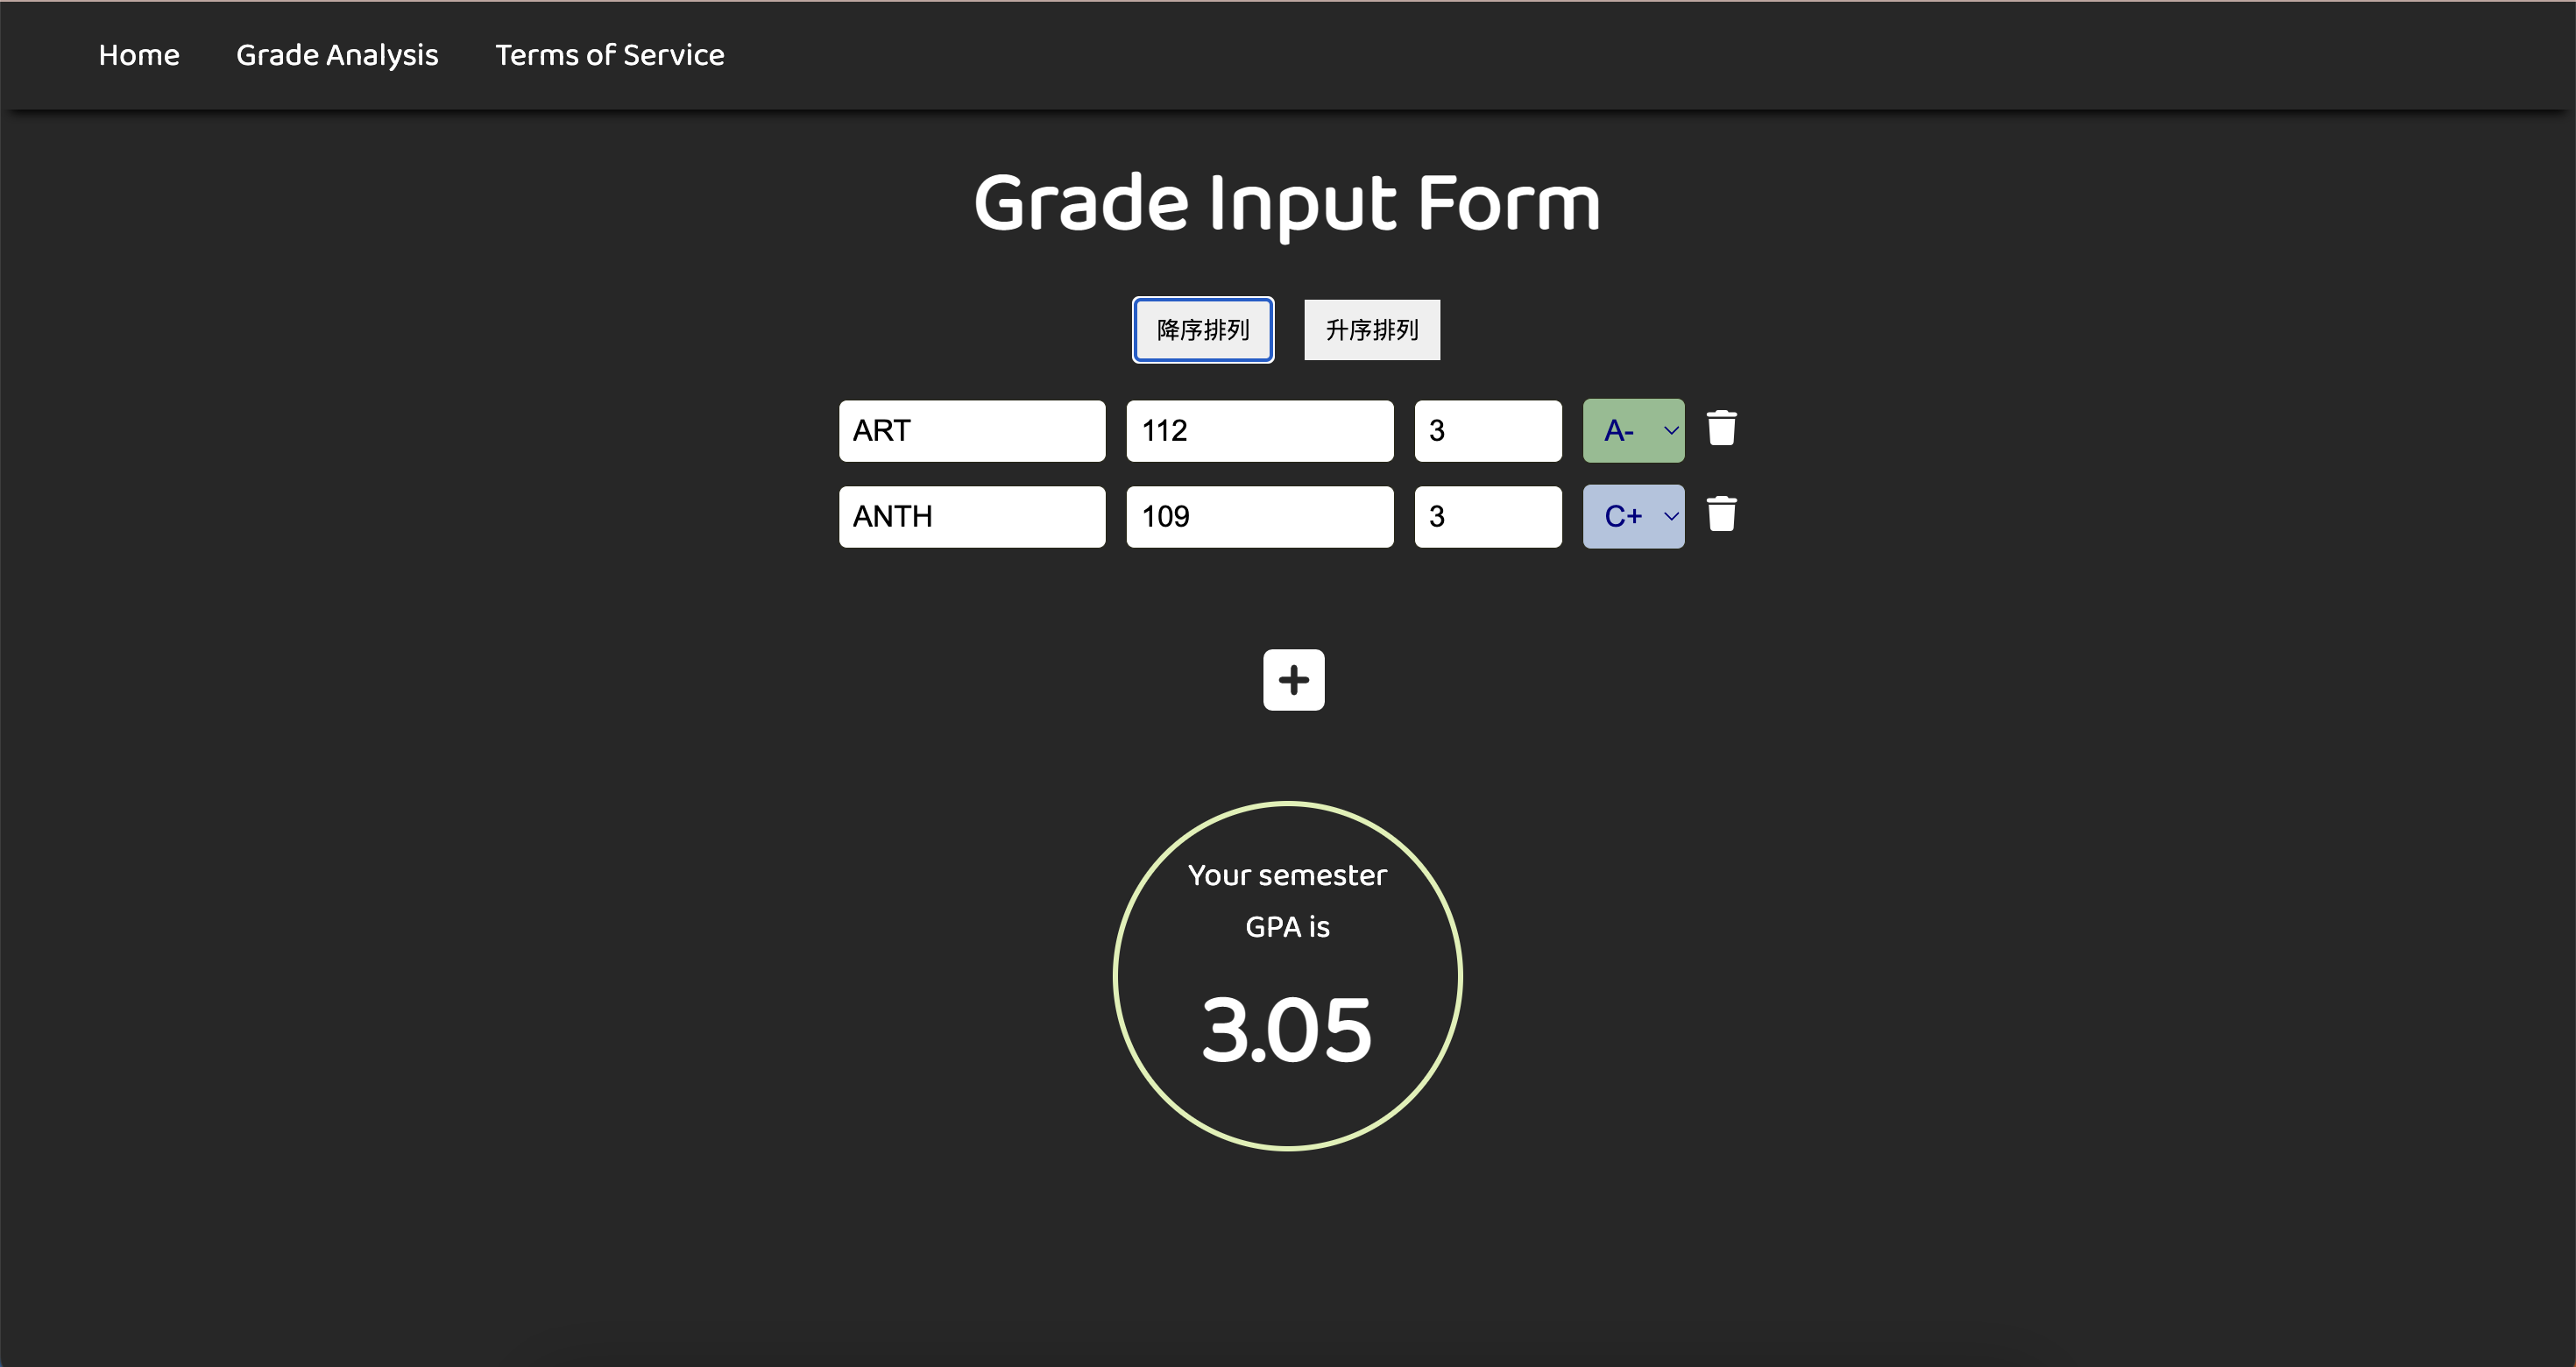 Home Grade Analysis Terms of Service
Grade Input Form
降序排列 升序排列
ART 112 3 A-
ANTH 109 3 C+
Your semester
GPA is
3.05